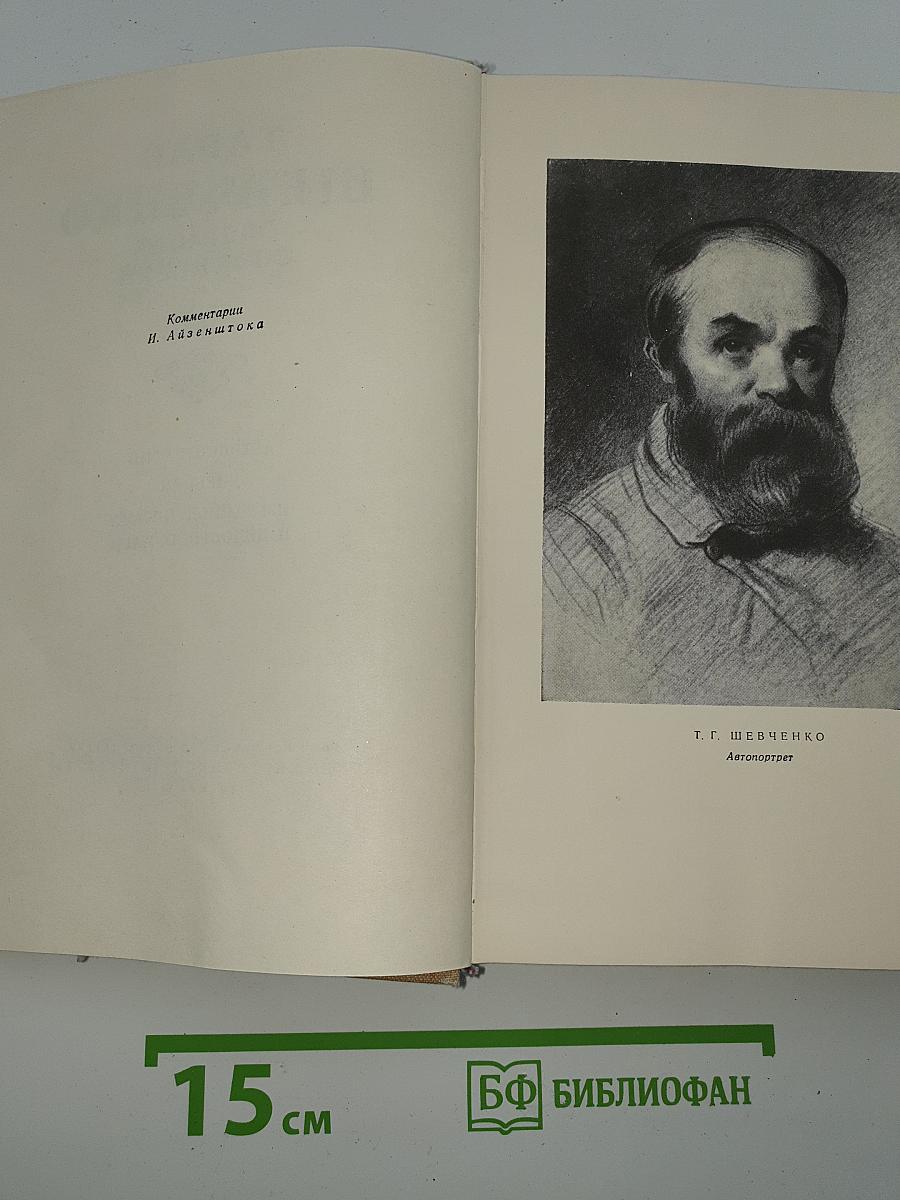 Комментарии
И. Айзенштока
Т. Г. ШЕВЧЕНКО
Автопортрет
15 см
БФ БИБЛИОФАН